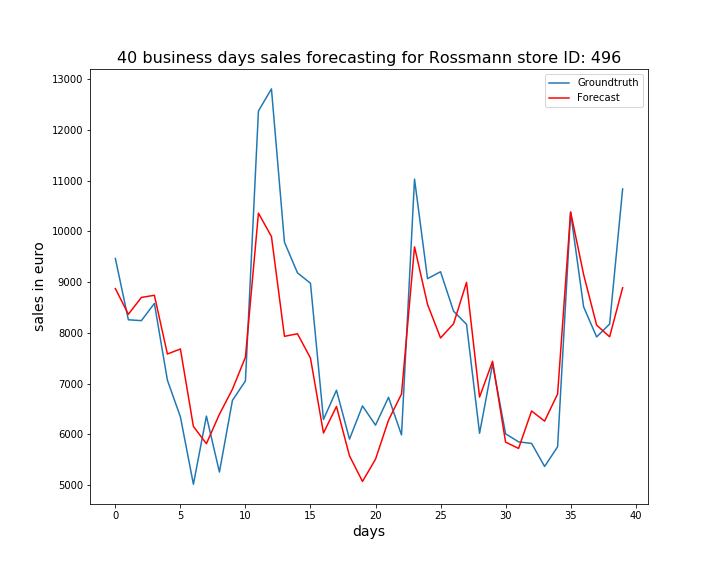 40 business days sales forecasting for Rossmann store ID: 496
Groundtruth
Forecast
sales in euro
13000
12000
11000
10000
9000
8000
7000
6000
5000
0 5 10 15 20 25 30 35 40
days